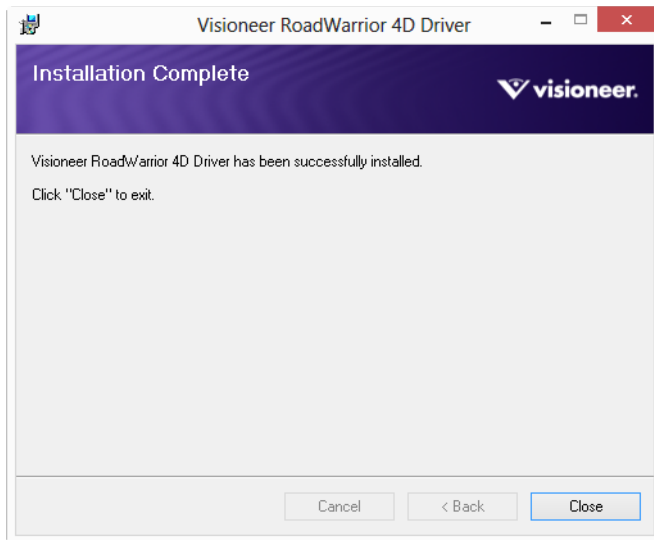 Visioneer RoadWarrior 4D Driver
Installation Complete
visioneer.
Visioneer RoadWarrior 4D Driver has been successfully installed.
Click "Close" to exit.
Cancel
< Back
Close